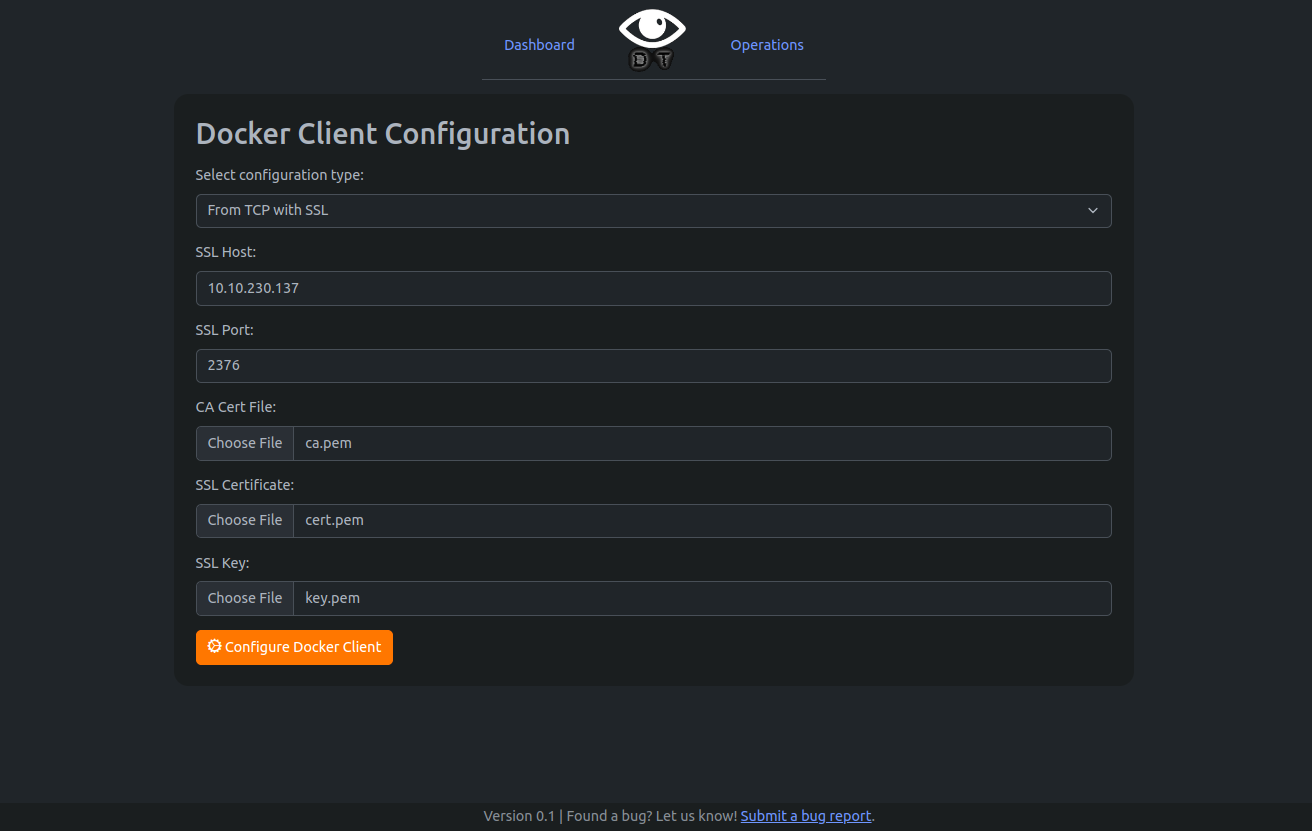 Dashboard
DT
Operations
Docker Client Configuration
Select configuration type:
From TCP with SSL
SSL Host:
10.10.230.137
SSL Port:
2376
CA Cert File:
Choose File ca.pem
SSL Certificate:
Choose File cert.pem
SSL Key:
Choose File key.pem
Configure Docker Client
Version 0.1 | Found a bug? Let us know! Submit a bug report.